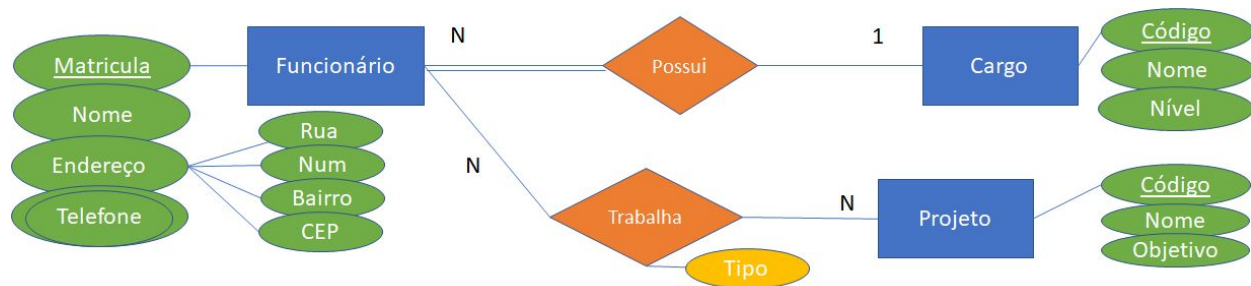 Matricula
Nome
Endereço
Telefone
Funcionário
Rua
Num
Bairro
CEP
N
Possui
1
Cargo
Código
Nome
Nível
N
Trabalha
Tipo
N
Projeto
Código
Nome
Objetivo